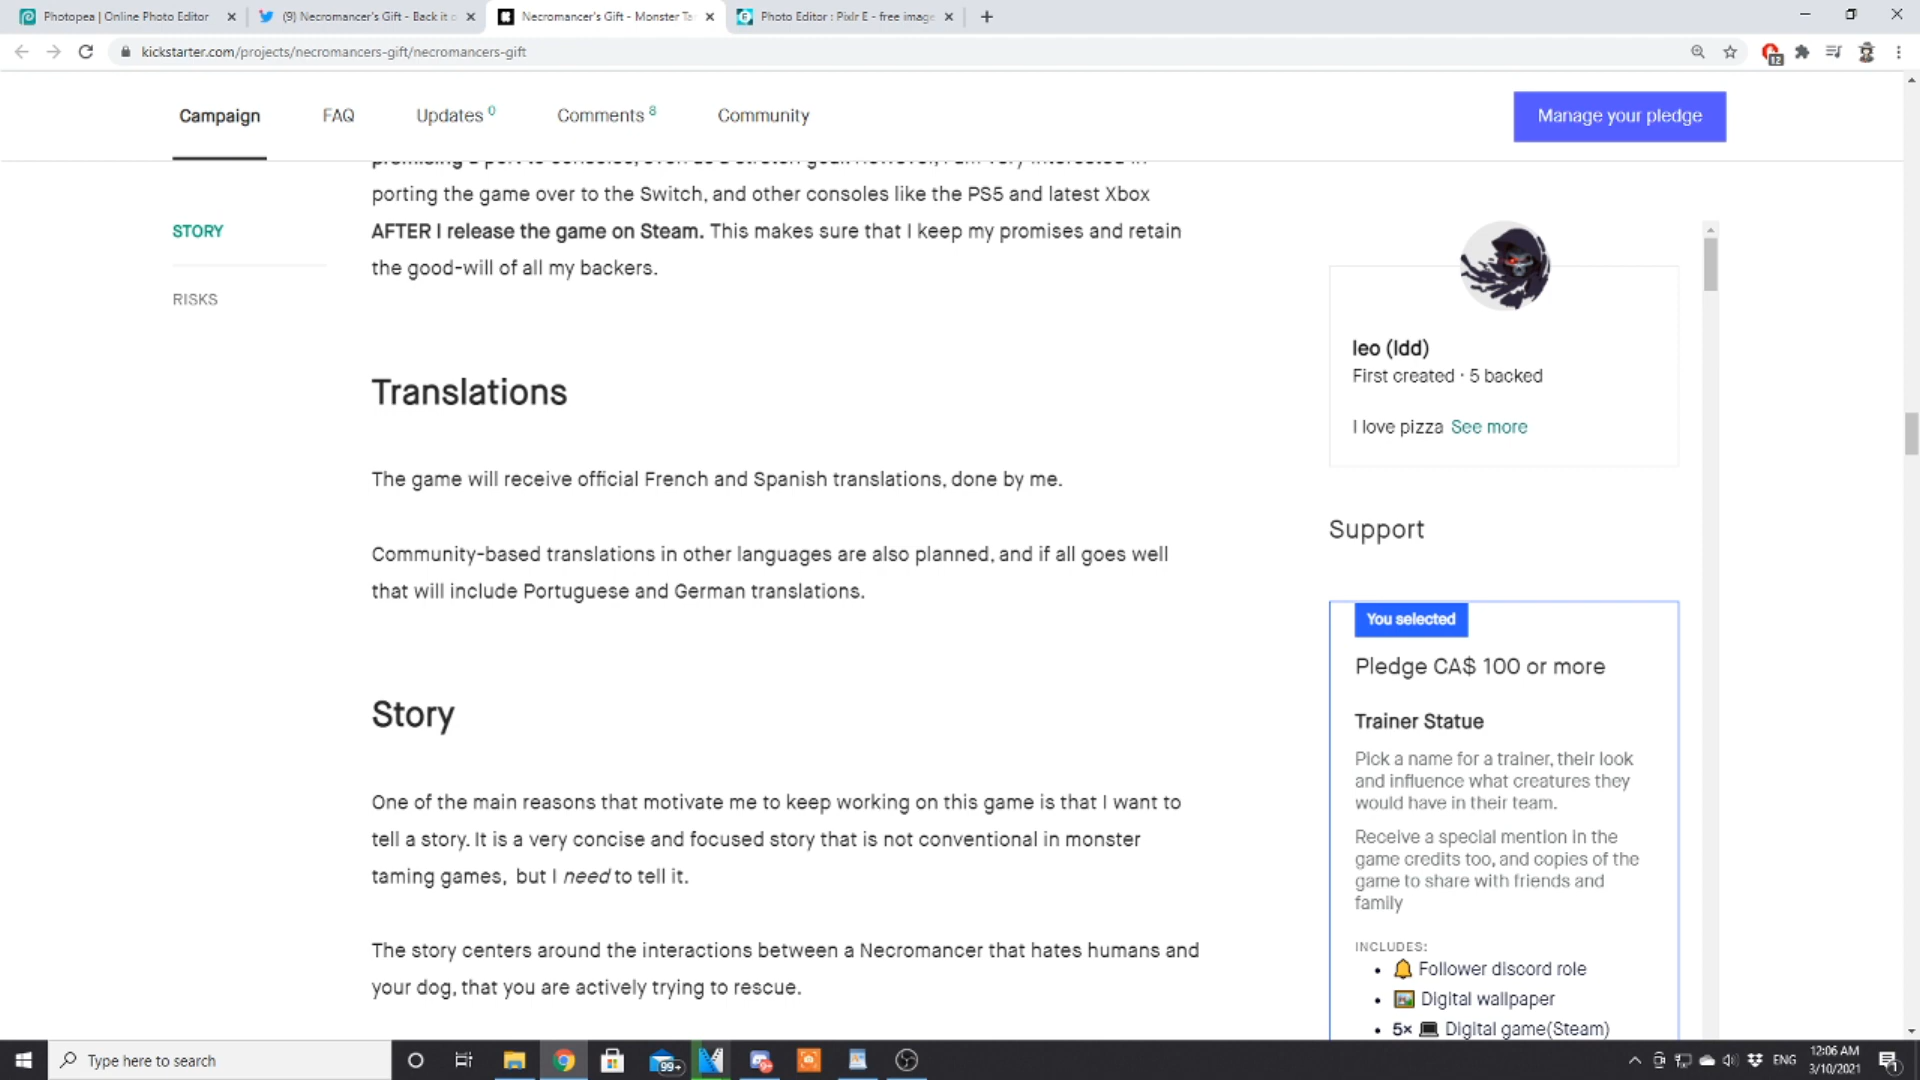 Photopea | Online Photo Editor
(9) Necromancer's Gift - Back it o
Necromancer's Gift - Monster Ta
Photo Editor : Pixlr E - free image
kickstarter.com/projects/necromancers-gift/necromancers-gift
12
Campaign
FAQ
Updates 0
Comments 8
Community
Manage your pledge
STORY
RISKS
porting the game over to the Switch, and other consoles like the PS5 and latest Xbox
AFTER I release the game on Steam. This makes sure that I keep my promises and retain
the good-will of all my backers.
Translations
The game will receive official French and Spanish translations, done by me.
Community-based translations in other languages are also planned, and if all goes well
that will include Portuguese and German translations.
Story
One of the main reasons that motivate me to keep working on this game is that I want to
tell a story. It is a very concise and focused story that is not conventional in monster
taming games,  but I need to tell it.
The story centers around the interactions between a Necromancer that hates humans and
your dog, that you are actively trying to rescue.
leo (ldd)
First created · 5 backed
I love pizza See more
Support
You selected
Pledge CA$ 100 or more
Trainer Statue
Pick a name for a trainer, their look
and influence what creatures they
would have in their team.
Receive a special mention in the
game credits too, and copies of the
game to share with friends and
family
INCLUDES:
• 🔔 Follower discord role
• 🖼️ Digital wallpaper
• 5× 💻 Digital game(Steam)
Type here to search
99+
ENG
12:06 AM
3/10/2021
1